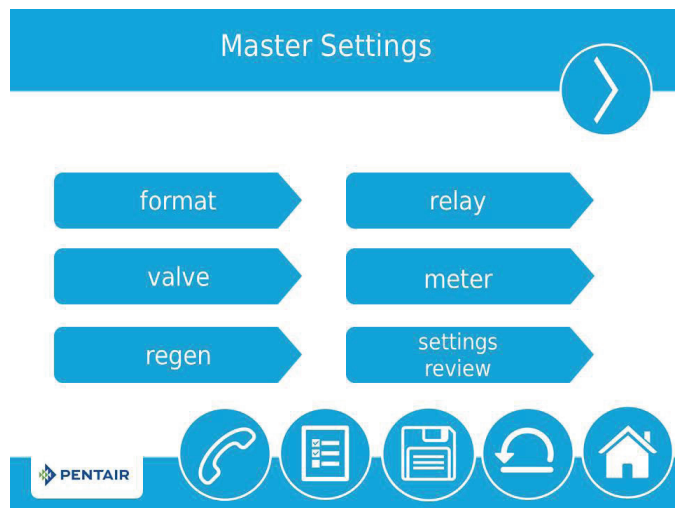 Master Settings
format
relay
valve
meter
regen
settings
review
PENTAIR